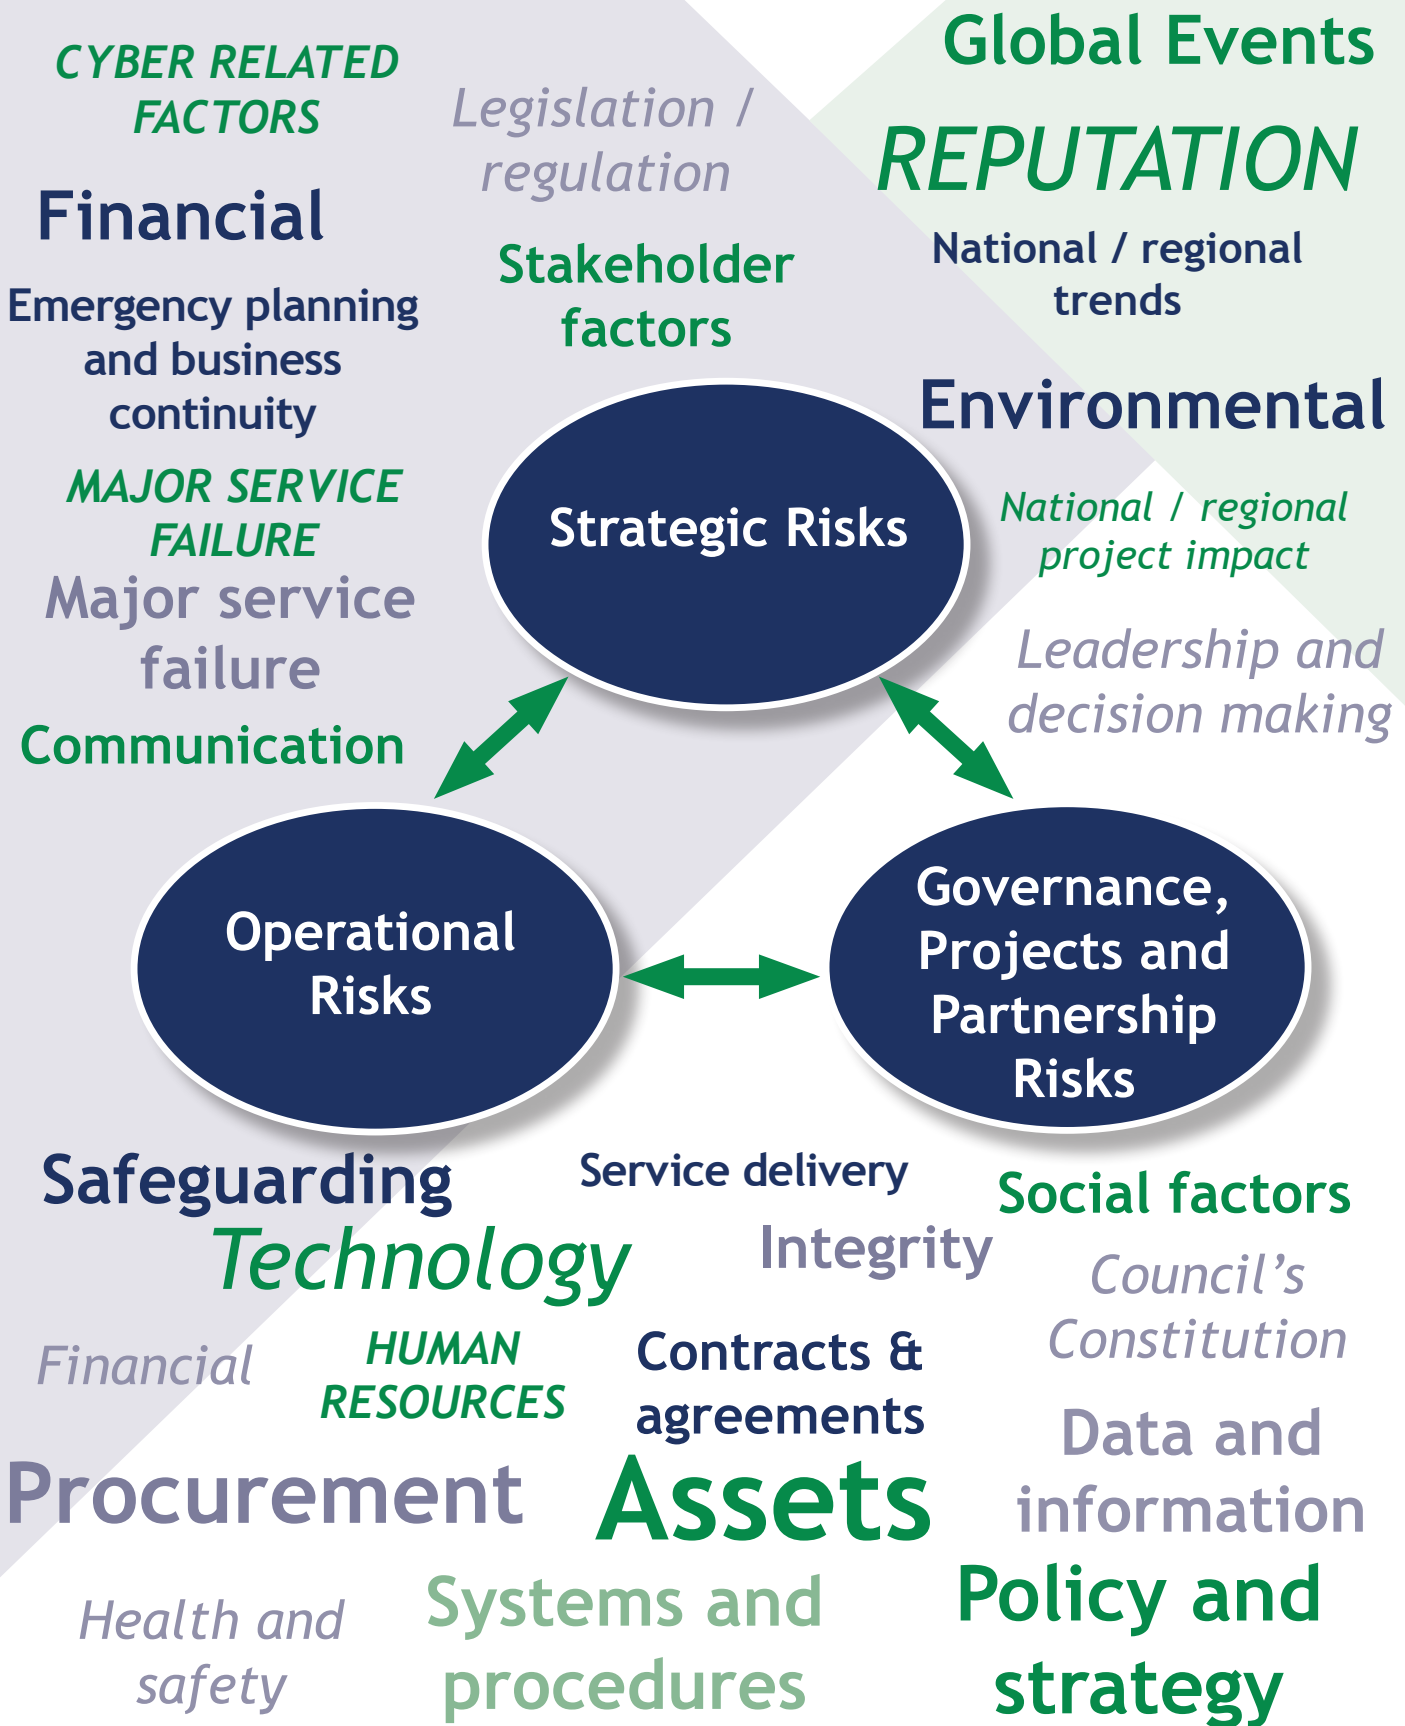 CYBER RELATED
FACTORS
Legislation /
regulation
Global Events
REPUTATION
Financial
Stakeholder
factors
National / regional
trends
Emergency planning
and business
continuity
Environmental
MAJOR SERVICE
FAILURE
Strategic Risks
National / regional
project impact
Major service
failure
Leadership and
decision making
Communication
Operational
Risks
Governance,
Projects and
Partnership
Risks
Safeguarding
Service delivery
Social factors
Technology
Integrity
Council’s
Constitution
Financial
HUMAN
RESOURCES
Contracts &
agreements
Data and
information
Procurement
Assets
Health and
safety
Systems and
procedures
Policy and
strategy